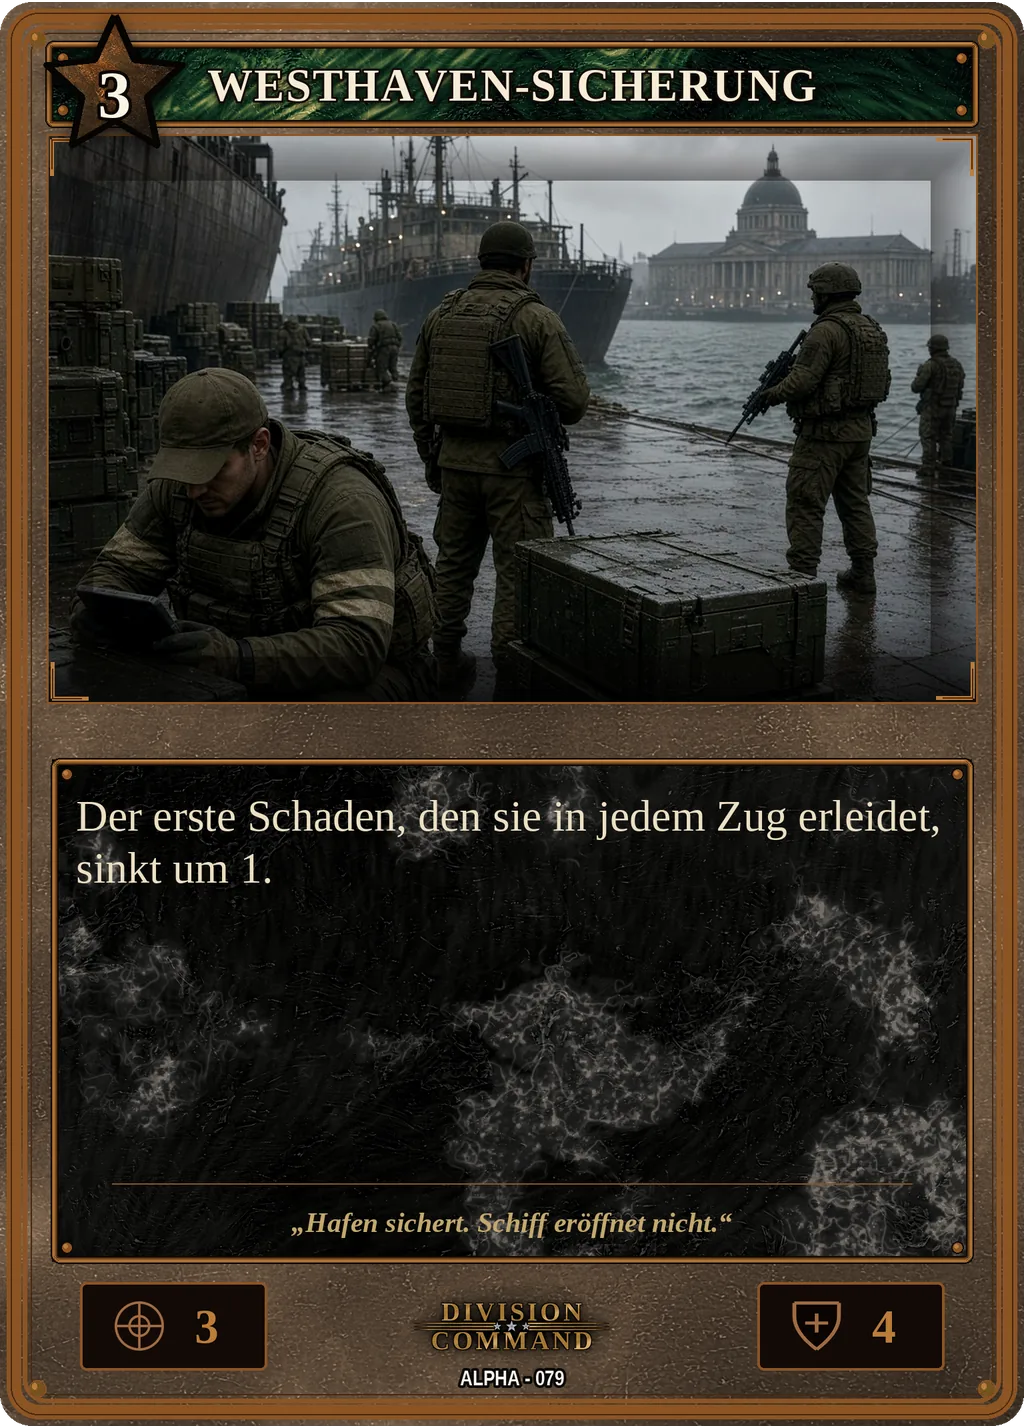 3
WESTHAVEN-SICHERUNG
Der erste Schaden, den sie in jedem Zug erleidet,
sinkt um 1.
„Hafen sichert. Schiff eröffnet nicht.“
3
DIVISION
COMMAND
4
ALPHA - 079